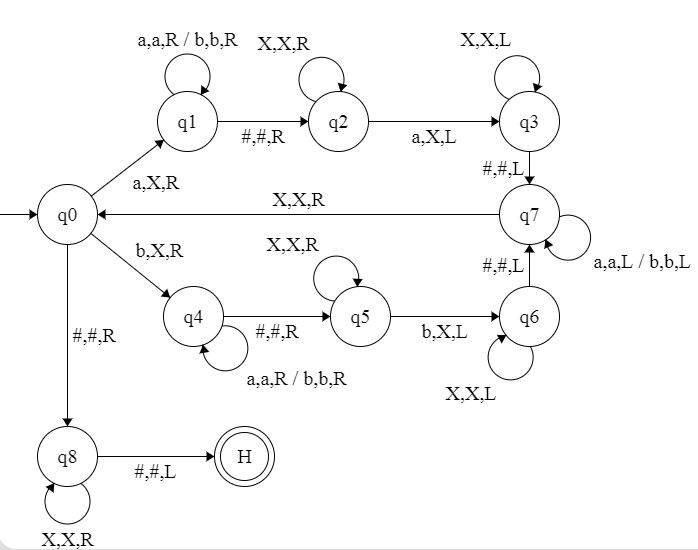 a,a,R / b,b,R
X,X,R
X,X,L
q1
q2
q3
#,#,R
a,X,L
#,#,L
a,X,R
X,X,R
q0
q7
b,X,R
X,X,R
#,#,L
a,a,L / b,b,L
q4
q5
q6
#,#,R
#,#,R
b,X,L
a,a,R / b,b,R
X,X,L
q8
H
#,#,L
X,X,R